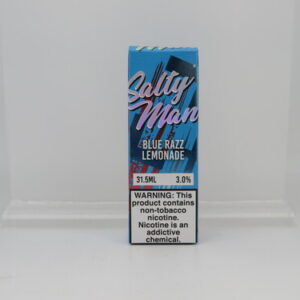 Salty
Man
BLUE RAZZ
LEMONADE
31.5ML 3.0%
WARNING: This
product contains
non-tobacco
nicotine.
Nicotine is an
addictive
chemical.